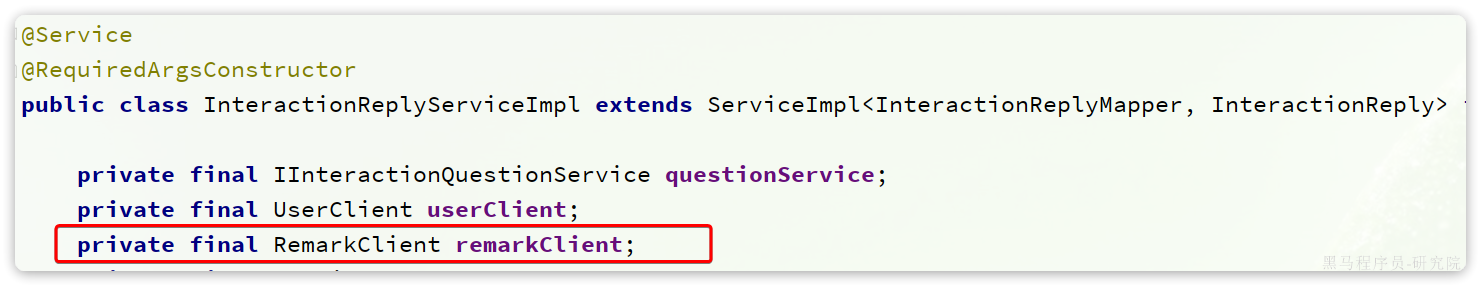 @Service
@RequiredArgsConstructor
public class InteractionReplyServiceImpl extends ServiceImpl<InteractionReplyMapper, InteractionReply>
private final IInteractionQuestionService questionService;
private final UserClient userClient;
private final RemarkClient remarkClient;
黑马程序员-研究院